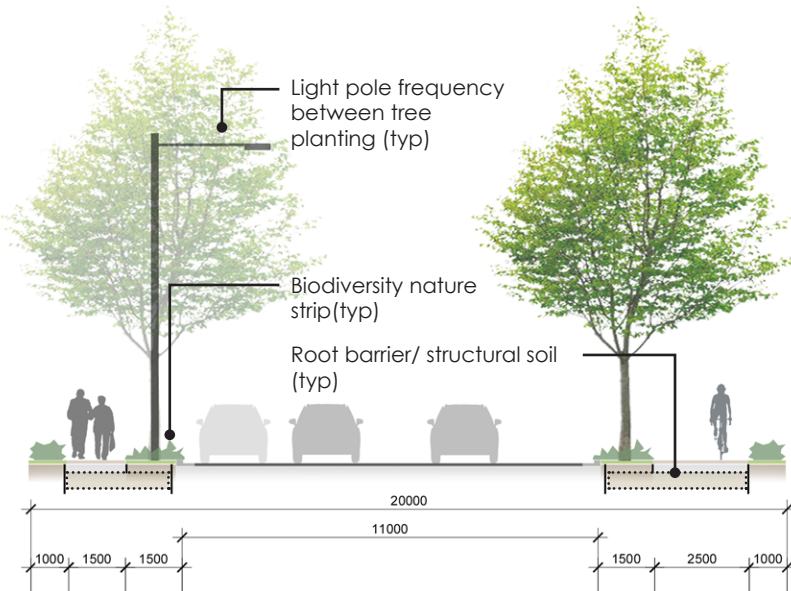 Light pole frequency
between tree
planting (typ)
Biodiversity nature
strip(typ)
Root barrier/ structural soil
(typ)
20000
11000
1000 1500 1500 1500 2500 1000